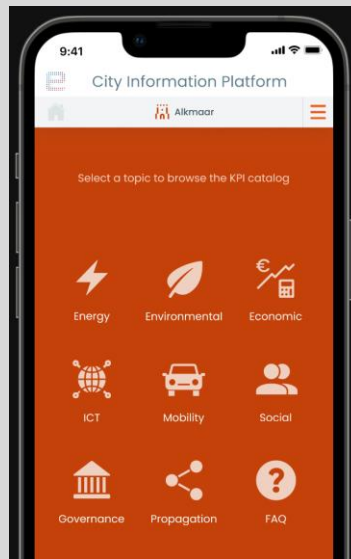 9:41
City Information Platform
Alkmaar
Select a topic to browse the KPI catalog
Energy Environmental Economic
ICT Mobility Social
Governance Propagation FAQ